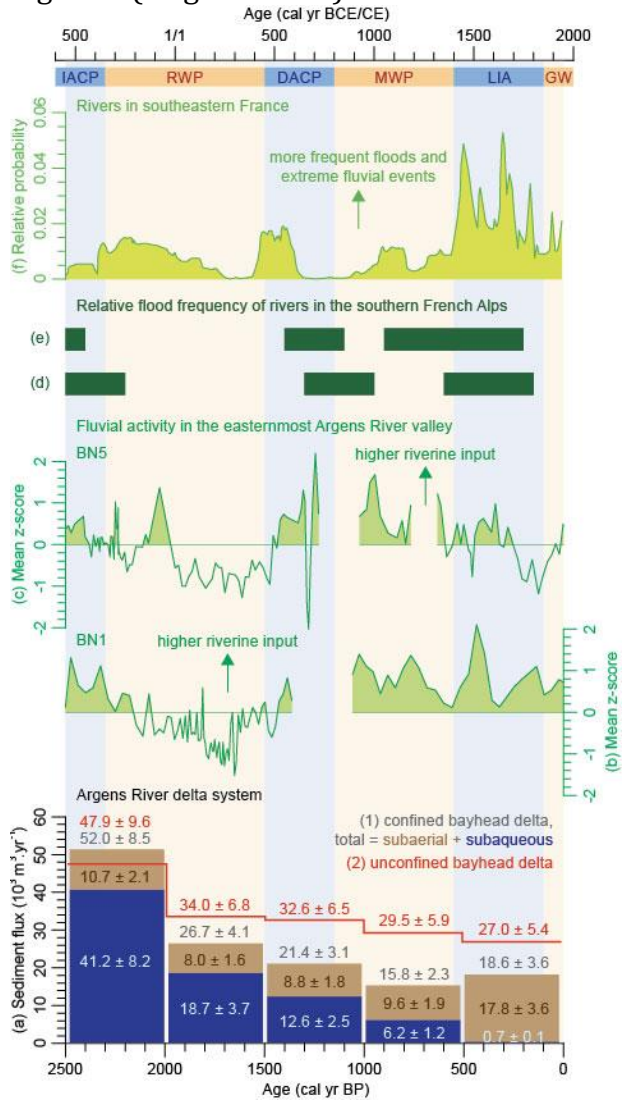 Age (cal yr BCE/CE)
500 1/1 500 1000 1500 2000
IACP RWP DACP MWP LIA GW
Rivers in southeastern France
(f) Relative probability
0.06
0.04
0.02
0
more frequent floods and
extreme fluvial events
Relative flood frequency of rivers in the southern French Alps
(e)
(d)
Fluvial activity in the easternmost Argens River valley
BN5
higher riverine input
(c) Mean z-score
2
1
0
-1
-2
BN1
higher riverine input
(b) Mean z-score
2
1
0
-1
-2
Argens River delta system
(a) Sediment flux (10³ m³.yr⁻¹)
60
50
40
30
20
10
0
(1) confined bayhead delta,
total = subaerial + subaqueous
(2) unconfined bayhead delta
47.9 ± 9.6
52.0 ± 8.5
10.7 ± 2.1
41.2 ± 8.2
34.0 ± 6.8
26.7 ± 4.1
8.0 ± 1.6
18.7 ± 3.7
32.6 ± 6.5
21.4 ± 3.1
8.8 ± 1.8
12.6 ± 2.5
29.5 ± 5.9
15.8 ± 2.3
9.6 ± 1.9
6.2 ± 1.2
27.0 ± 5.4
18.6 ± 3.6
17.8 ± 3.6
0.7 ± 0.1
2500 2000 1500 1000 500 0
Age (cal yr BP)